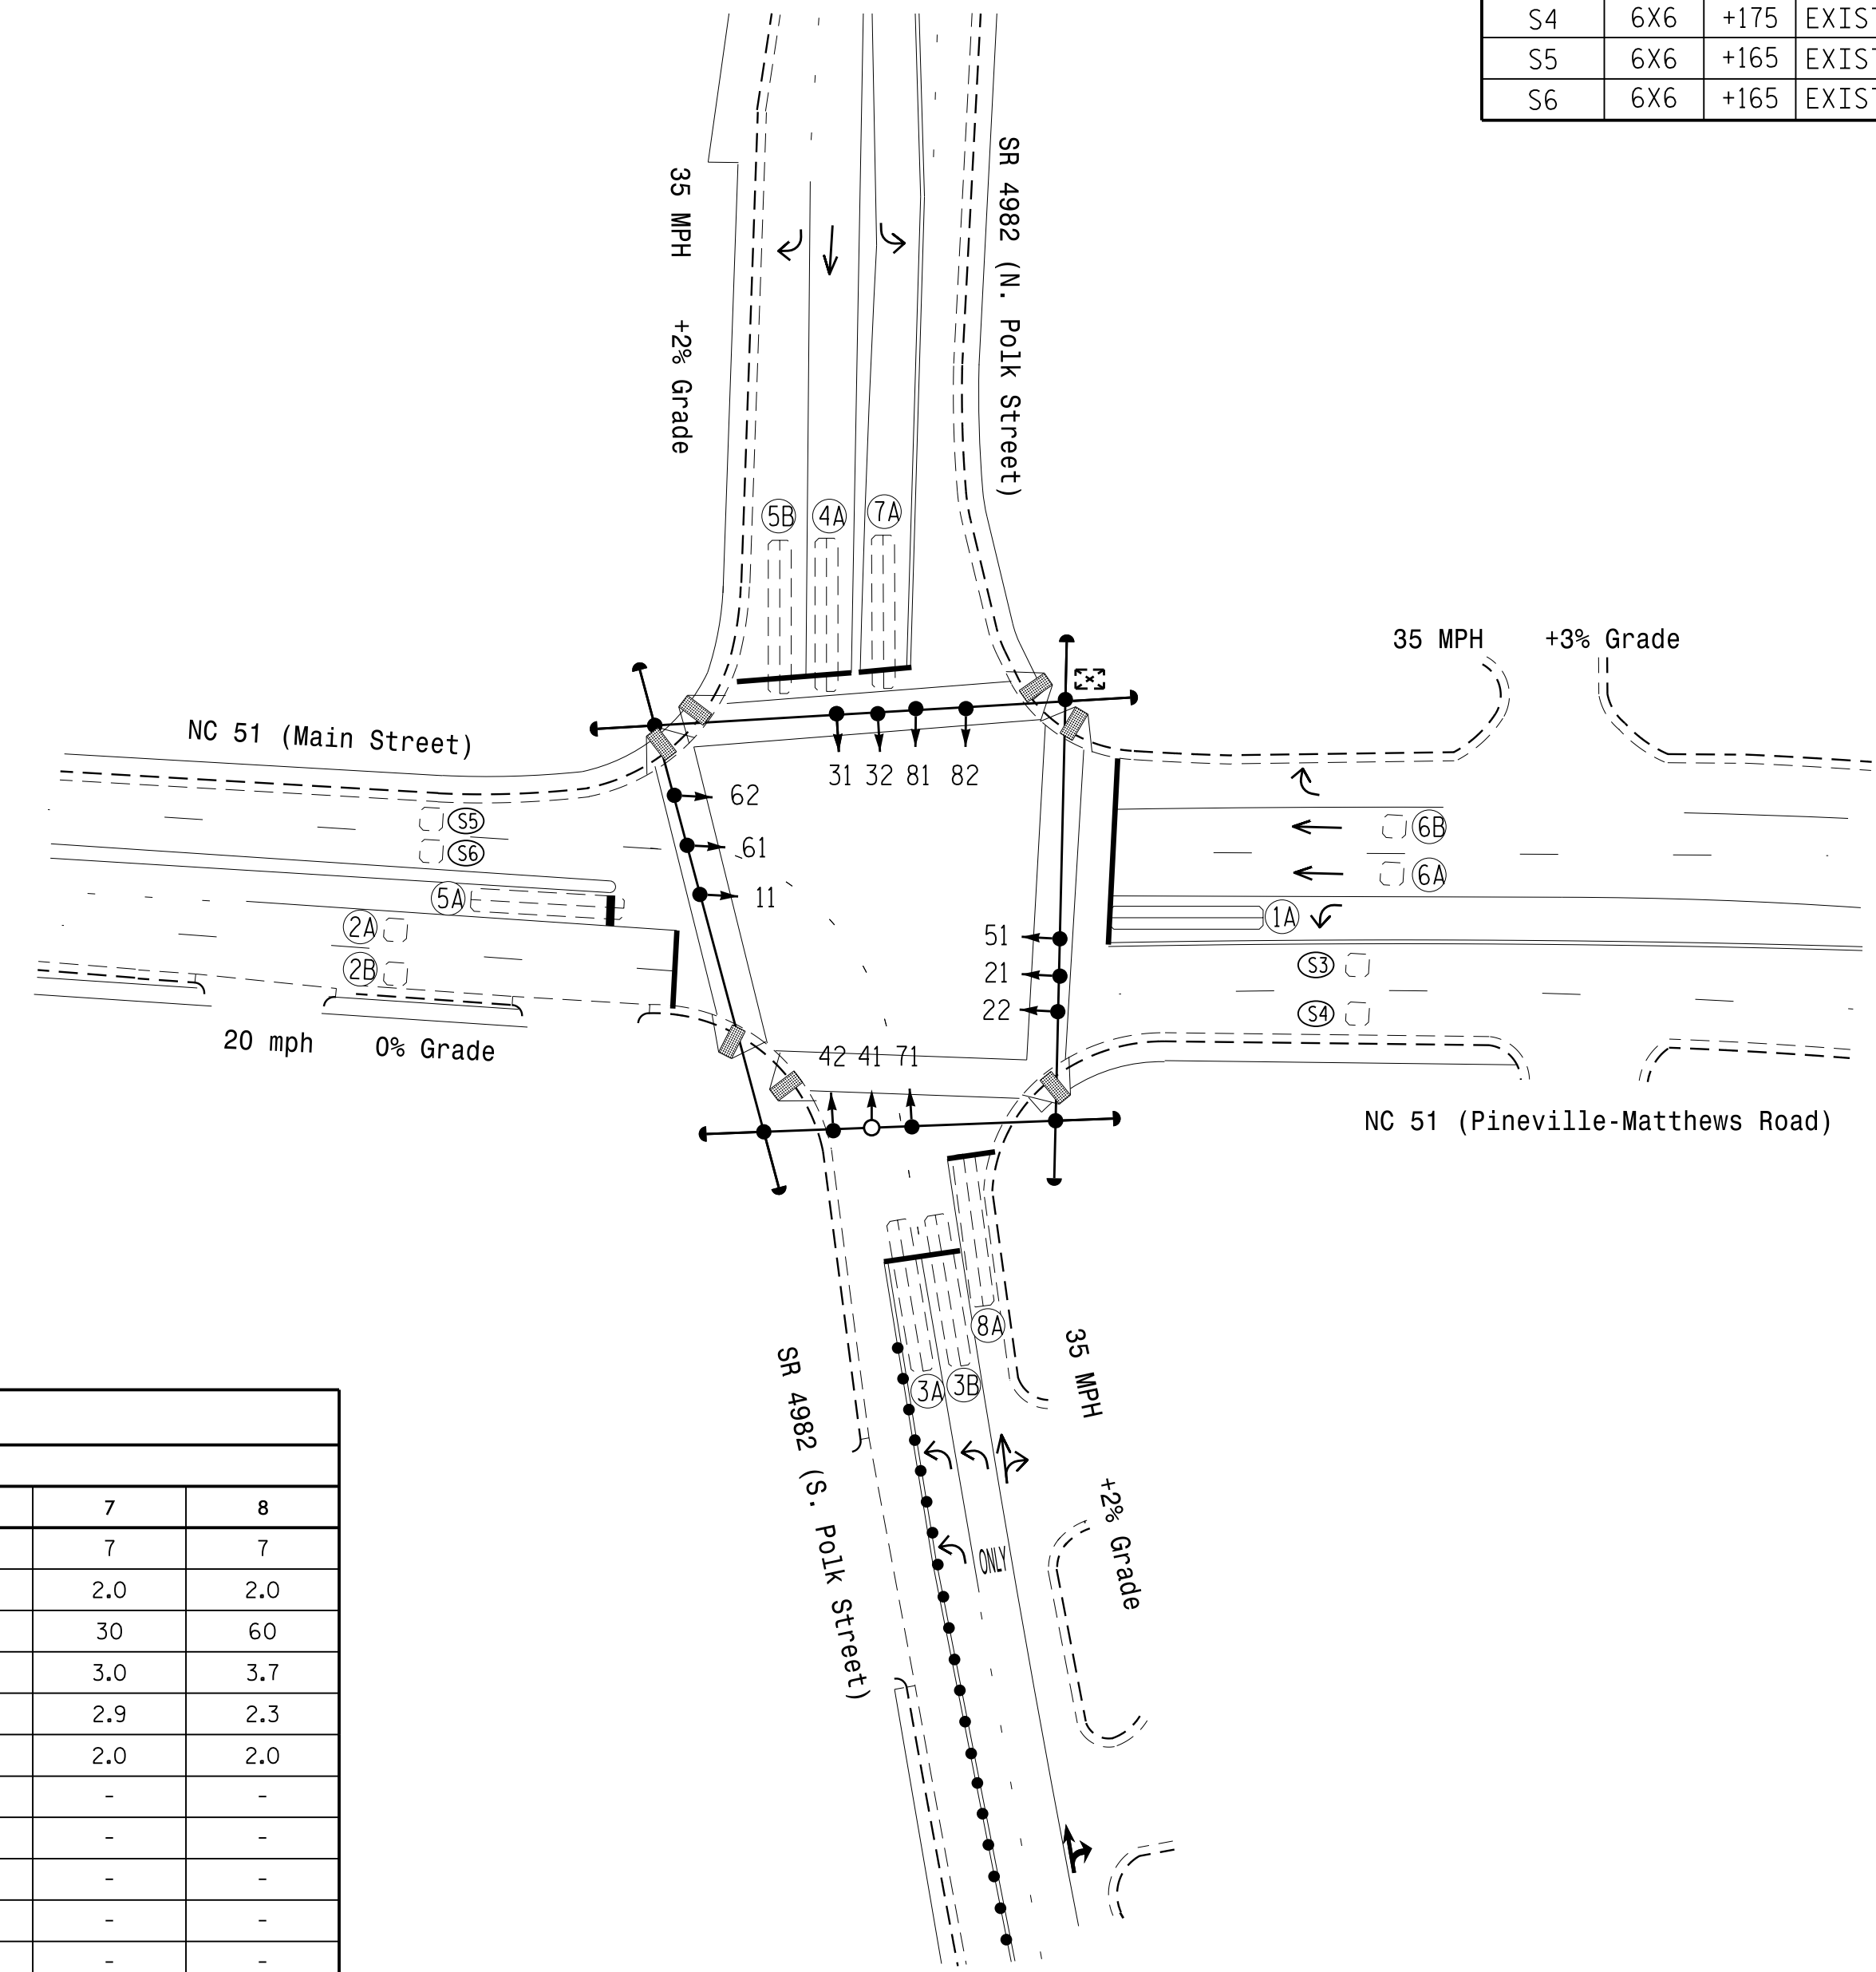 S4 6X6 +175 EXIST
S5 6X6 +165 EXIST
S6 6X6 +165 EXIST
35 MPH +2% Grade
SR 4982 (N. Polk Street)
5B 4A 7A
35 MPH +3% Grade
NC 51 (Main Street)
31 32 81 82
62
61
11
S5
S6
5A
2A
2B
6B
6A
1A
51
21
22
S3
S4
20 mph 0% Grade
42 41 71
NC 51 (Pineville-Matthews Road)
8A
3A 3B
35 MPH
+2% Grade
SR 4982 (S. Polk Street)
ONLY
7 8
7 7
2.0 2.0
30 60
3.0 3.7
2.9 2.3
2.0 2.0
- -
- -
- -
- -
- -